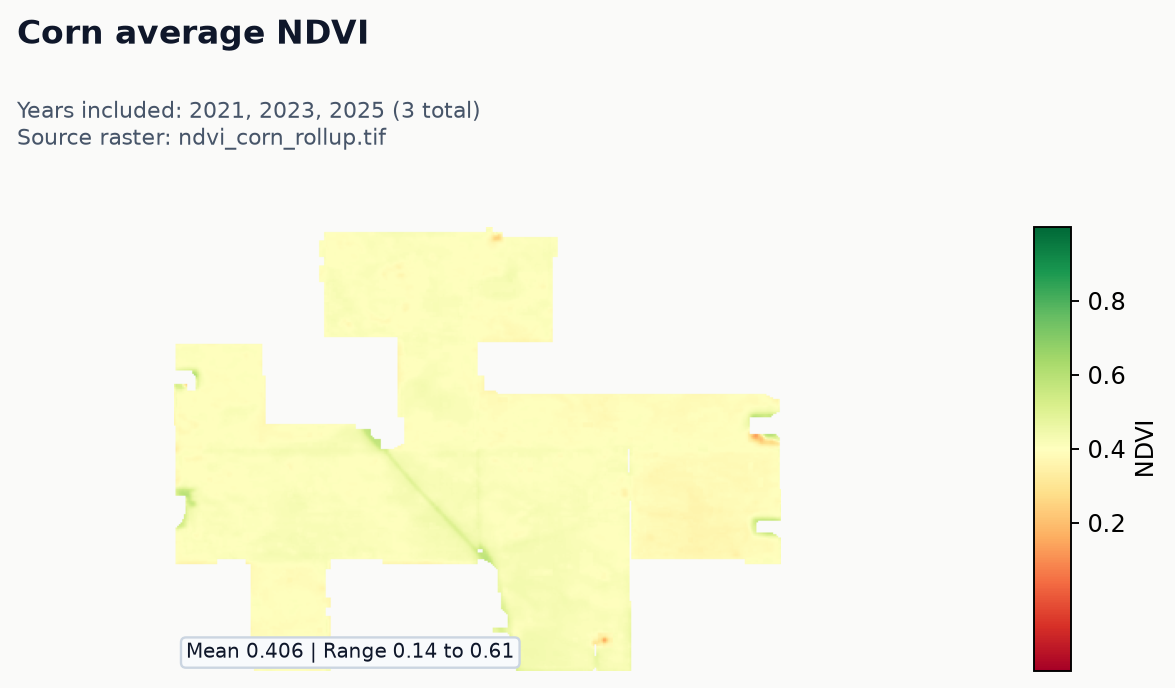 Corn average NDVI
Years included: 2021, 2023, 2025 (3 total)
Source raster: ndvi_corn_rollup.tif
0.8
0.6
0.4
0.2
NDVI
Mean 0.406 | Range 0.14 to 0.61